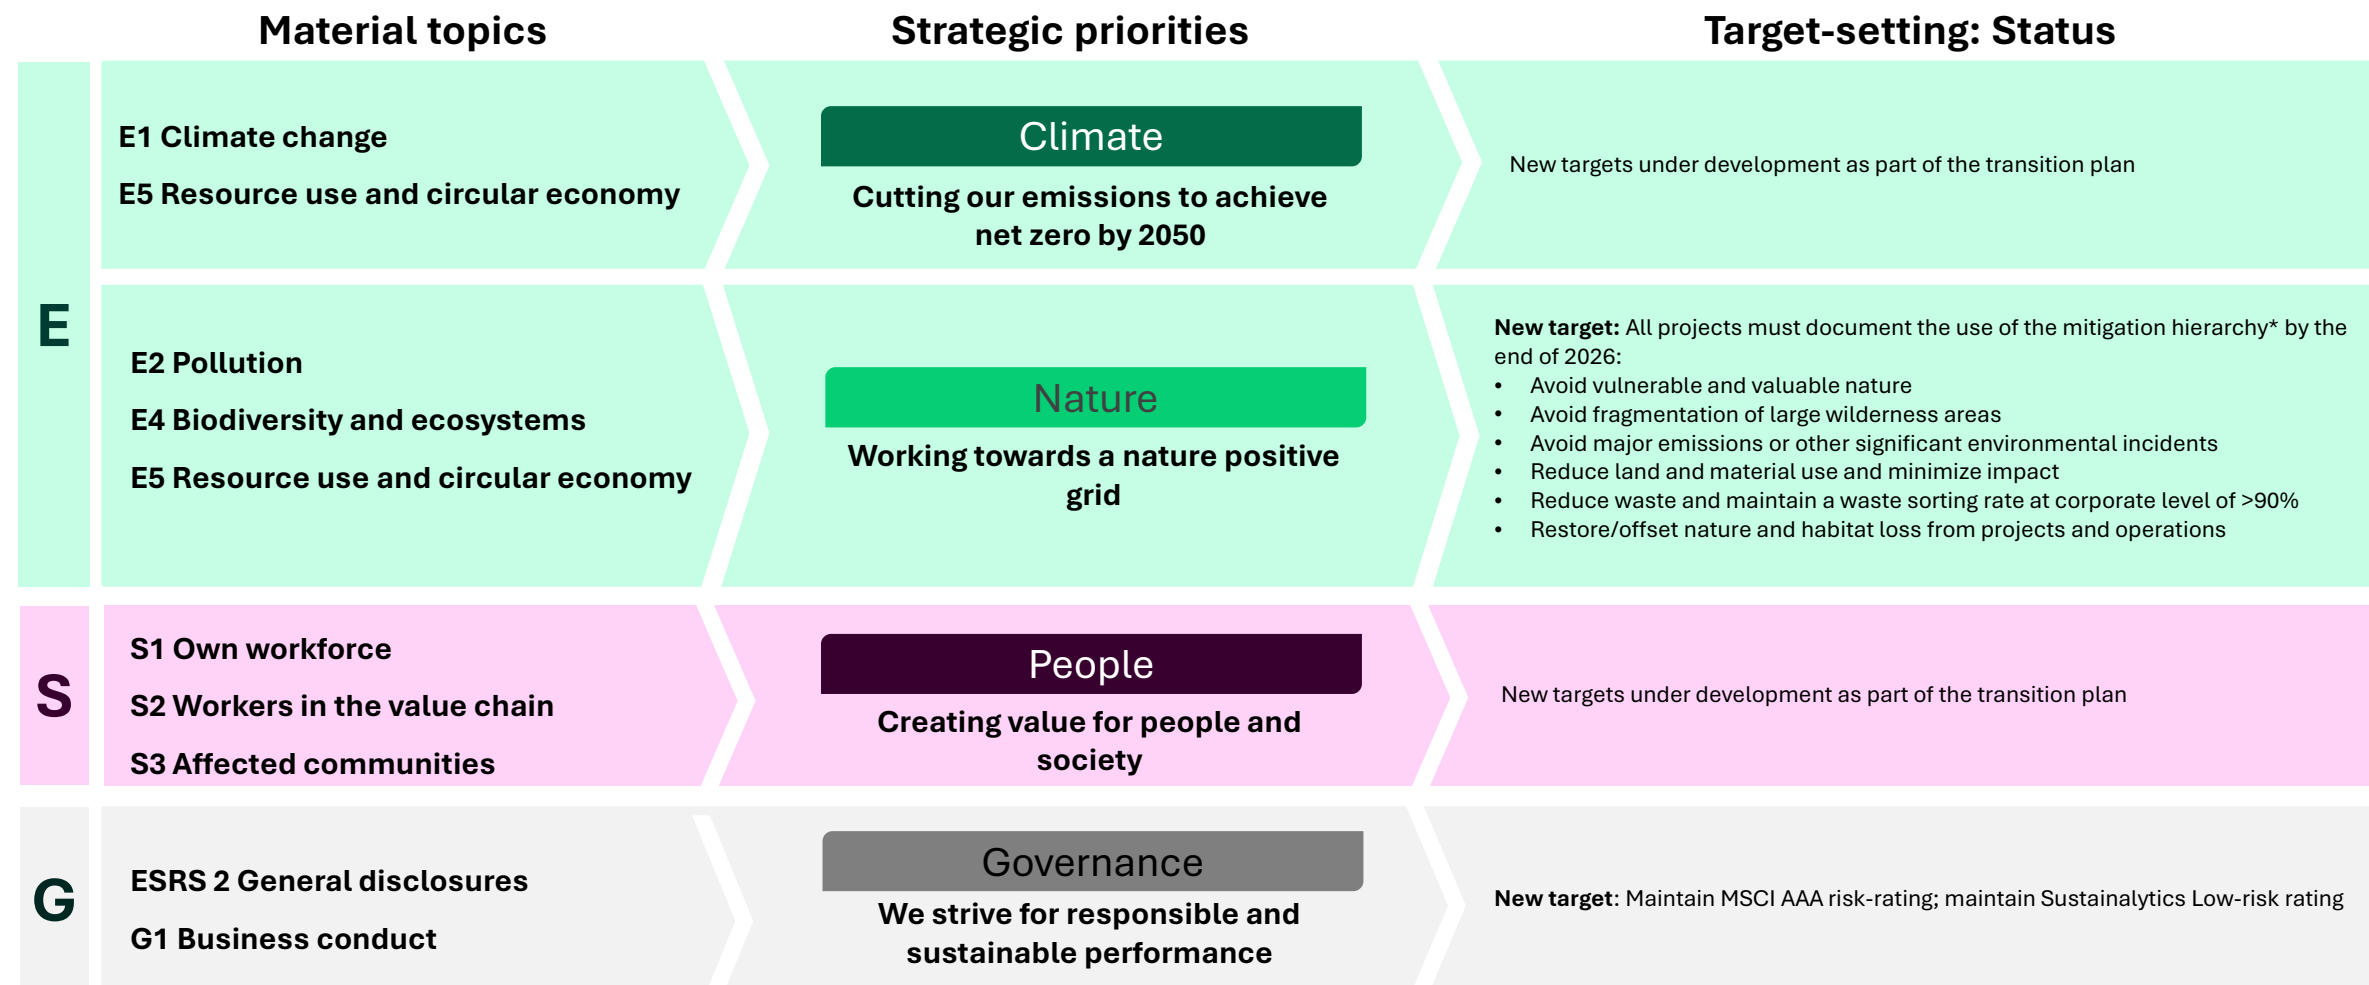 Material topics
Strategic priorities
Target-setting: Status
E
E1 Climate change
E5 Resource use and circular economy
Climate
Cutting our emissions to achieve
net zero by 2050
New targets under development as part of the transition plan
E2 Pollution
E4 Biodiversity and ecosystems
E5 Resource use and circular economy
Nature
Working towards a nature positive
grid
New target: All projects must document the use of the mitigation hierarchy* by the
end of 2026:
• Avoid vulnerable and valuable nature
• Avoid fragmentation of large wilderness areas
• Avoid major emissions or other significant environmental incidents
• Reduce land and material use and minimize impact
• Reduce waste and maintain a waste sorting rate at corporate level of >90%
• Restore/offset nature and habitat loss from projects and operations
S
S1 Own workforce
S2 Workers in the value chain
S3 Affected communities
People
Creating value for people and
society
New targets under development as part of the transition plan
G
ESRS 2 General disclosures
G1 Business conduct
Governance
We strive for responsible and
sustainable performance
New target: Maintain MSCI AAA risk-rating; maintain Sustainalytics Low-risk rating